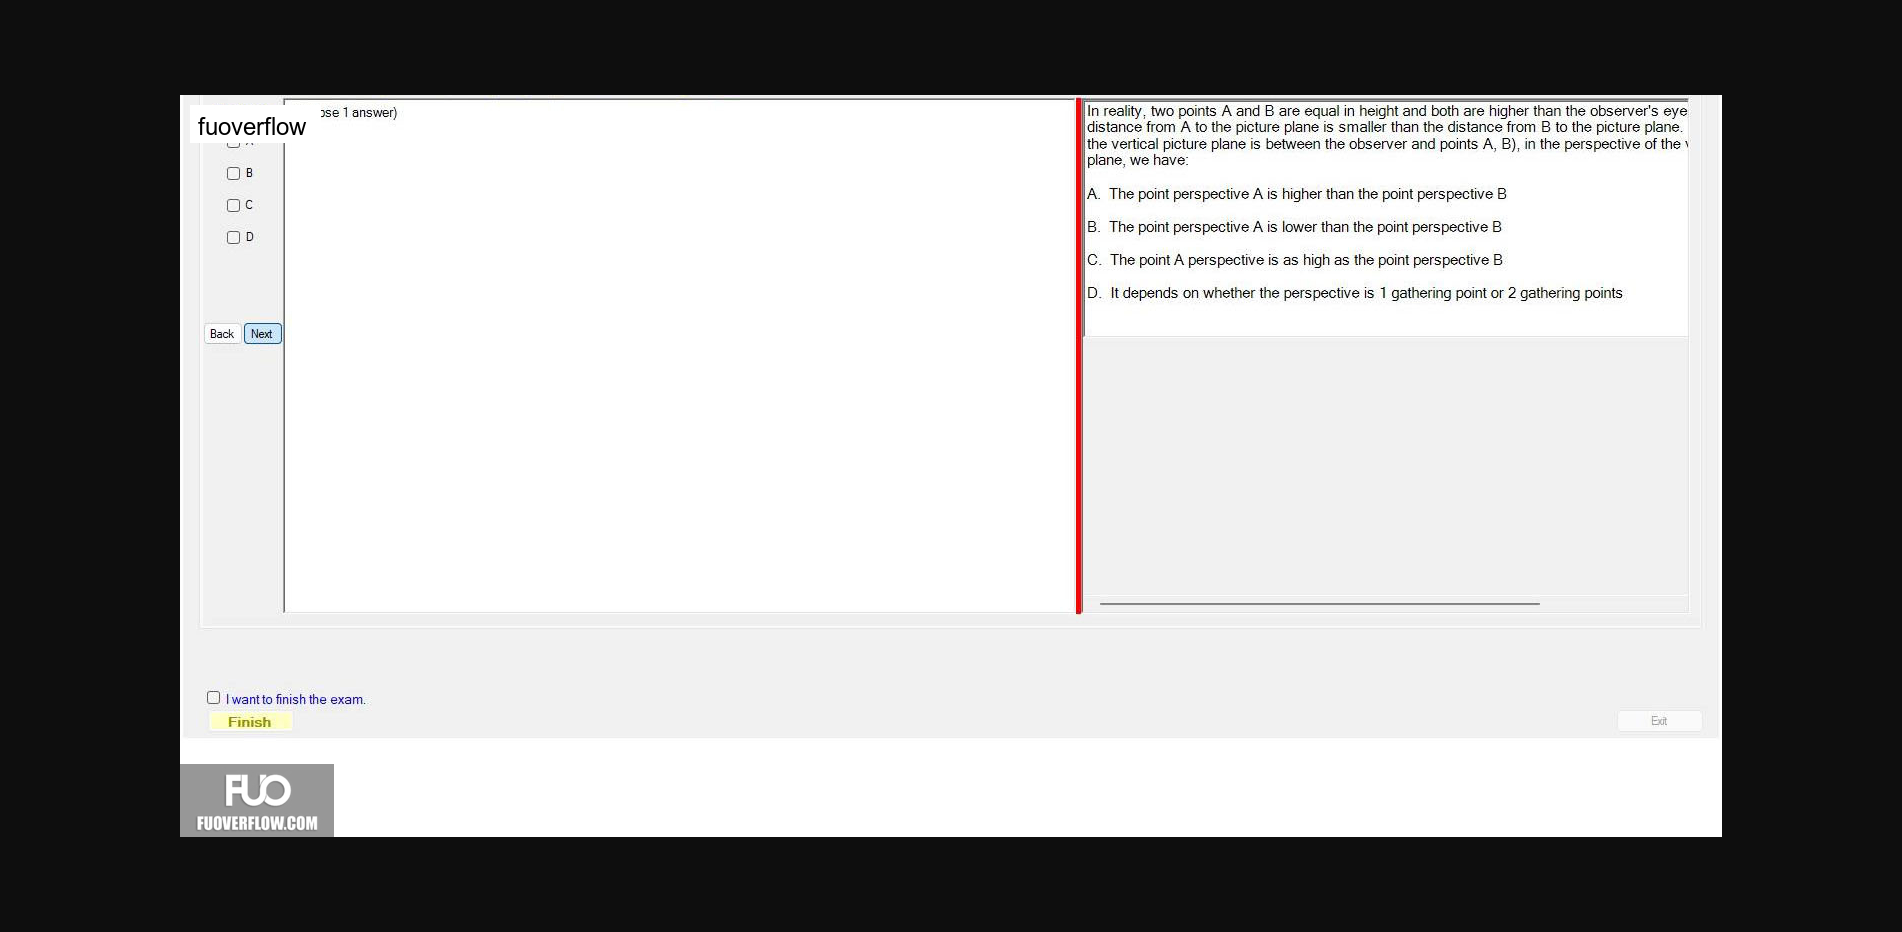 fuoverflow
1 answer)
B
C
D
Back Next
In reality, two points A and B are equal in height and both are higher than the observer's eye
distance from A to the picture plane is smaller than the distance from B to the picture plane.
the vertical picture plane is between the observer and points A, B), in the perspective of the
plane, we have:
A. The point perspective A is higher than the point perspective B
B. The point perspective A is lower than the point perspective B
C. The point A perspective is as high as the point perspective B
D. It depends on whether the perspective is 1 gathering point or 2 gathering points
I want to finish the exam.
Finish
Exit
FUO
FUOVERFLOW.COM